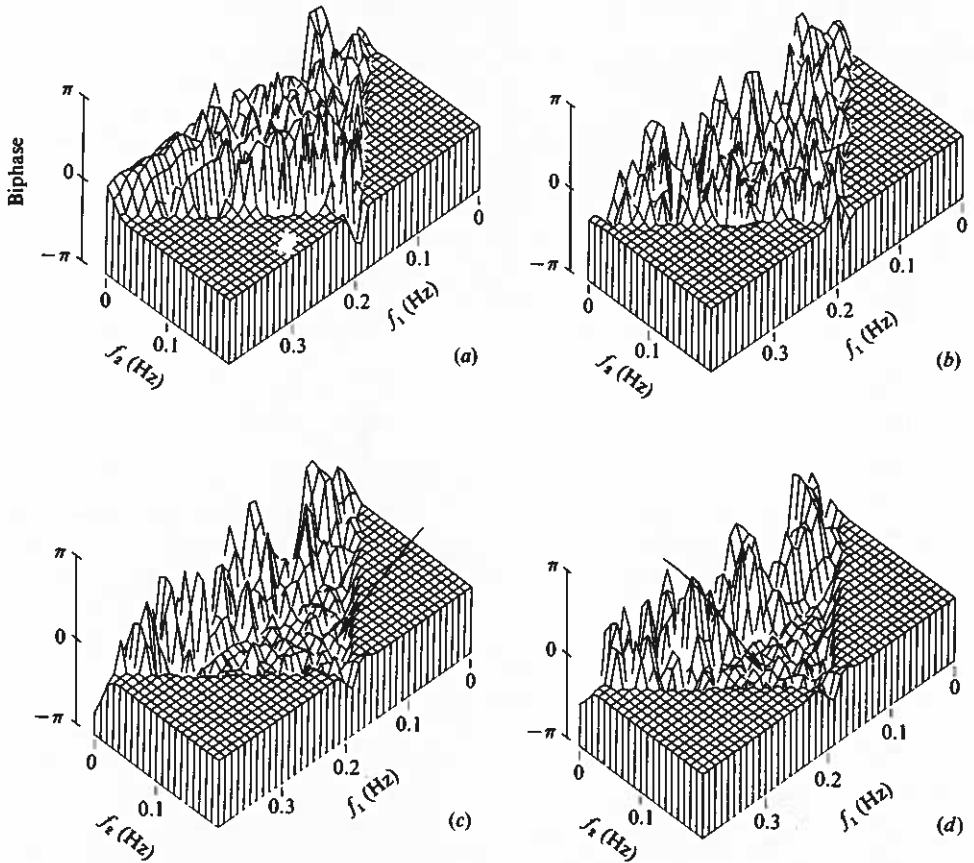 π
0
−π
Biphase
0
0.1
f₂ (Hz)
0.3
0.2
0.1
0
f₁ (Hz)
(a)
π
0
−π
0
0.1
f₂ (Hz)
0.3
0.2
0.1
0
f₁ (Hz)
(b)
π
0
−π
0
0.1
f₂ (Hz)
0.3
0.2
0.1
0
f₁ (Hz)
(c)
π
0
−π
0
0.1
f₂ (Hz)
0.3
0.2
0.1
0
f₁ (Hz)
(d)